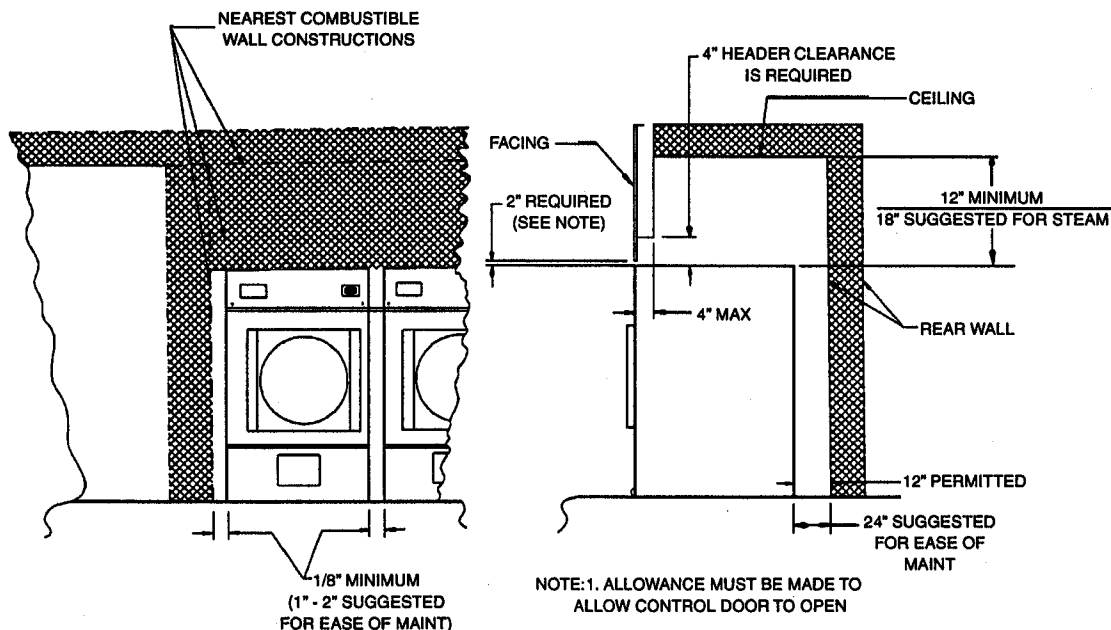 NEAREST COMBUSTIBLE
WALL CONSTRUCTIONS
4" HEADER CLEARANCE
IS REQUIRED
CEILING
FACING
2" REQUIRED
(SEE NOTE)
12" MINIMUM
18" SUGGESTED FOR STEAM
4" MAX
REAR WALL
12" PERMITTED
24" SUGGESTED
FOR EASE OF
MAINT
1/8" MINIMUM
(1" - 2" SUGGESTED
FOR EASE OF MAINT)
NOTE:1. ALLOWANCE MUST BE MADE TO
ALLOW CONTROL DOOR TO OPEN